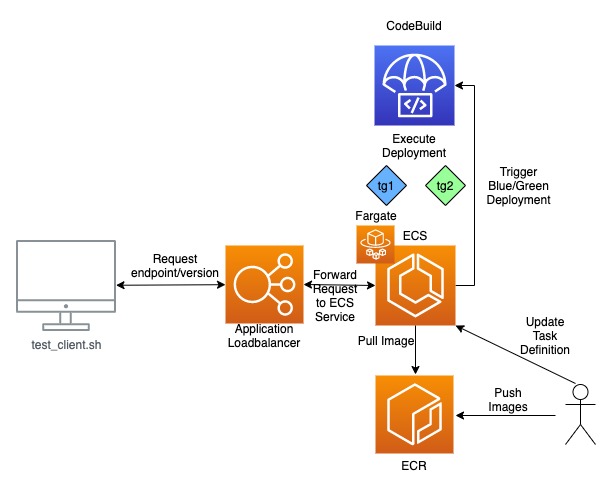 CodeBuild
</>
Execute
Deployment
tg1
tg2
Trigger
Blue/Green
Deployment
Fargate
ECS
Request
endpoint/version
Forward
Request
to ECS
Service
test_client.sh
Application
Loadbalancer
Pull Image
Update
Task
Definition
Push
Images
ECR